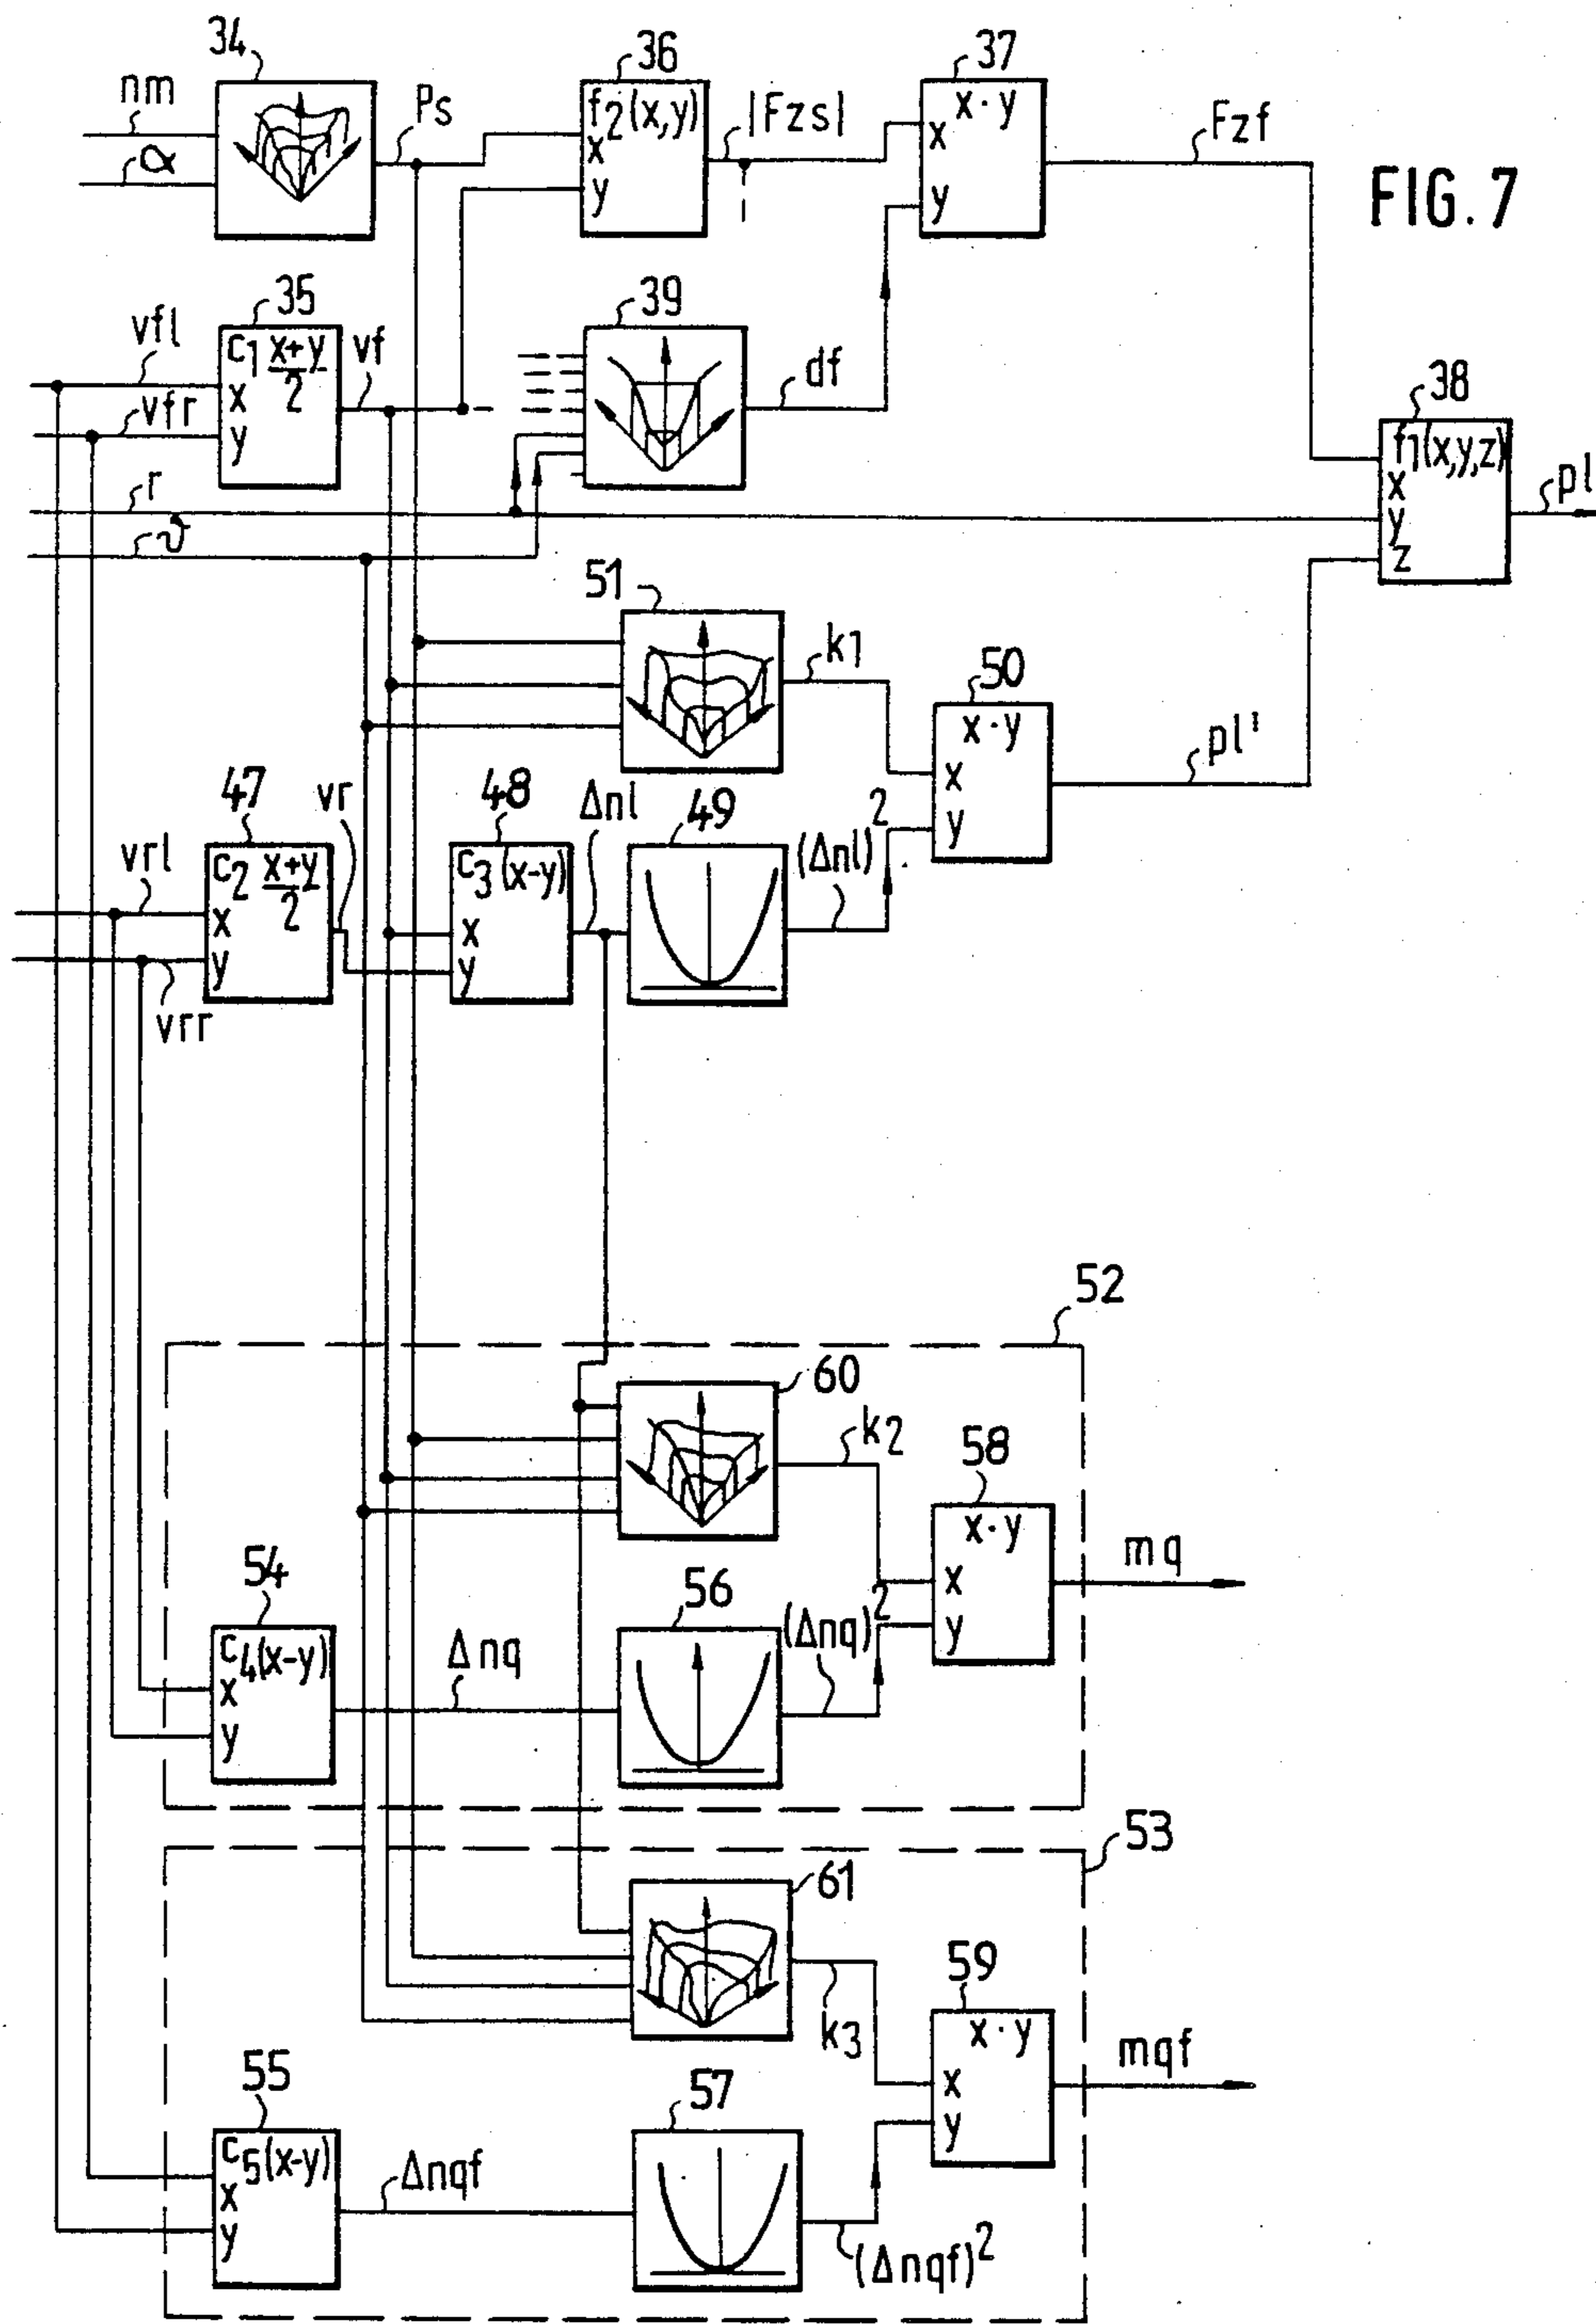 34
36
37
nm
Ps
f2(x,y)
x
y
|Fzs|
x·y
x
y
Fzf
α
FIG. 7
35
39
vfl
c1 x+y
2
x
y
vf
df
vfr
38
f1(x,y,z)
x
y
z
pl
r
ϑ
51
k1
50
x·y
x
y
pl'
47
vr
48
Δnl
49
(Δnl)2
vrl
c2 x+y
2
x
y
c3(x-y)
x
y
vrr
52
60
k2
58
x·y
x
y
mq
54
c4(x-y)
x
y
Δnq
56
(Δnq)2
53
61
k3
59
x·y
x
y
mqf
55
c5(x-y)
x
y
Δnqf
57
(Δnqf)2